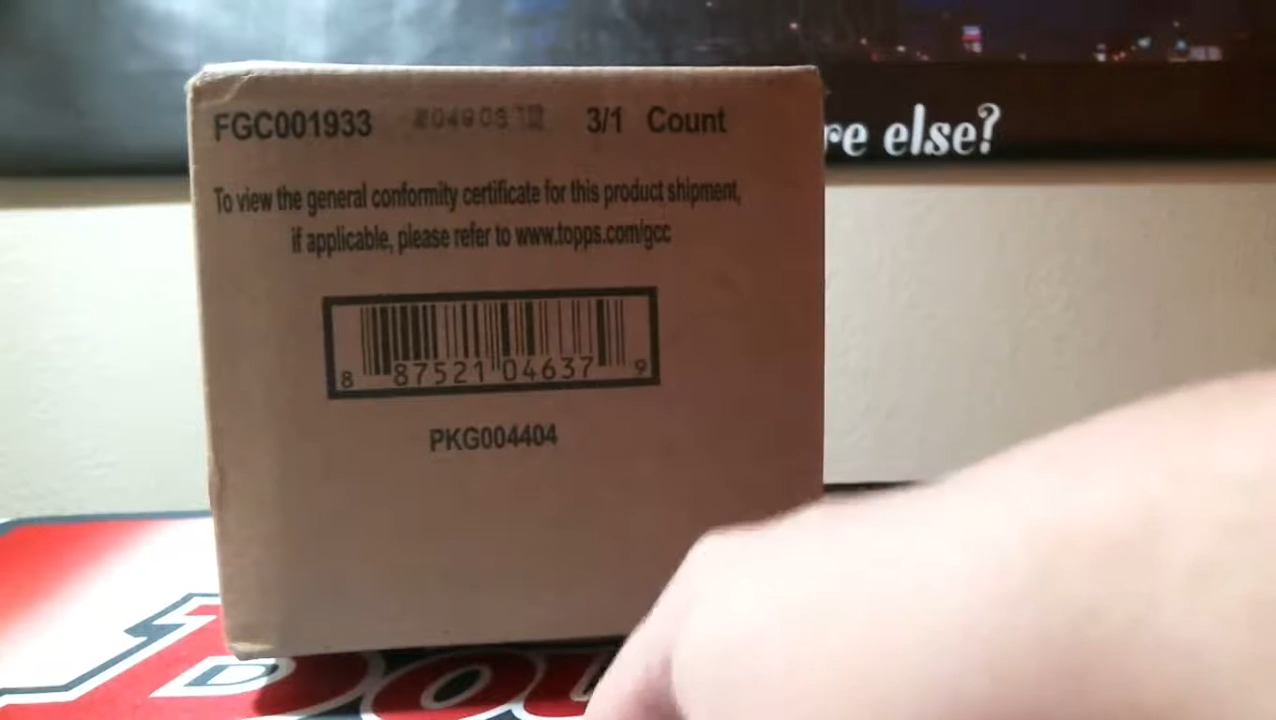 FGC001933 3/1 Count
re else?
To view the general conformity certificate for this product shipment,
if applicable, please refer to www.topps.com/gcc
8 87521 04637 9
PKG004404